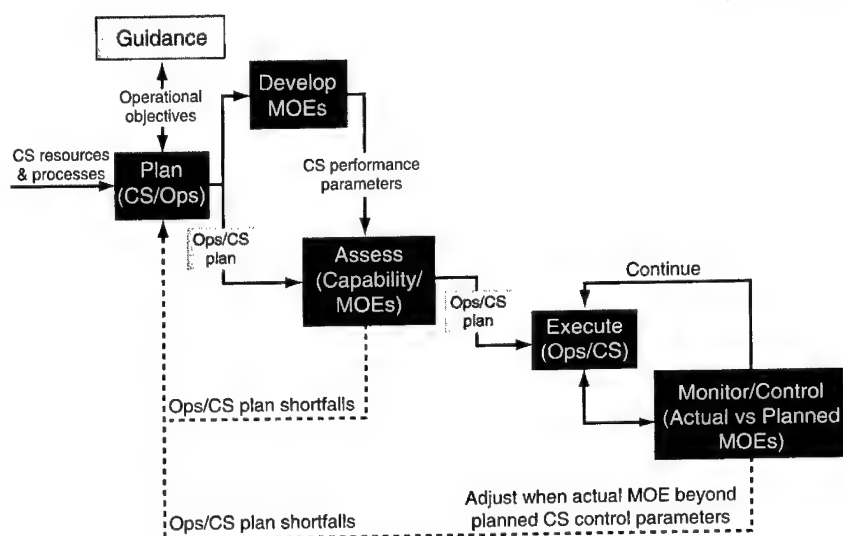 Guidance
Operational
objectives
Develop
MOEs
CS resources
& processes
Plan
(CS/Ops)
CS performance
parameters
Ops/CS
plan
Assess
(Capability/
MOEs)
Ops/CS
plan
Continue
Execute
(Ops/CS)
Monitor/Control
(Actual vs Planned
MOEs)
Ops/CS plan shortfalls
Adjust when actual MOE beyond
planned CS control parameters
Ops/CS plan shortfalls